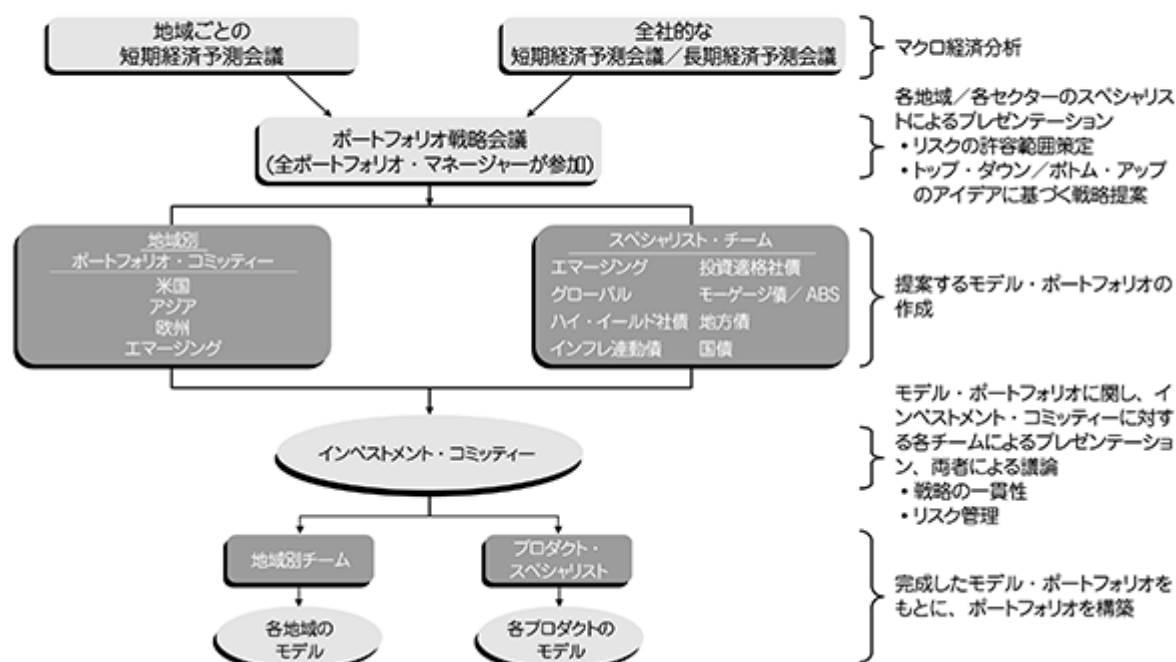 地域ごとの
短期経済予測会議
全社的な
短期経済予測会議／長期経済予測会議
マクロ経済分析
ポートフォリオ戦略会議
（全ポートフォリオ・マネージャーが参加）
各地域／各セクターのスペシャリス
トによるプレゼンテーション
・リスクの許容範囲策定
・トップ・ダウン／ボトム・アップ
のアイデアに基づく戦略提案
地域別
ポートフォリオ・コミッティー
米国
アジア
欧州
エマージング
スペシャリスト・チーム
エマージング 投資適格社債
グローバル モーゲージ債／ABS
ハイ・イールド社債 地方債
インフレ連動債 国債
提案するモデル・ポートフォリオの
作成
インベストメント・コミッティー
モデル・ポートフォリオに関し、イ
ンベストメント・コミッティーに対す
る各チームによるプレゼンテーショ
ン、両者による議論
・戦略の一貫性
・リスク管理
地域別チーム
プロダクト・
スペシャリスト
各地域の
モデル
各プロダクトの
モデル
完成したモデル・ポートフォリオを
もとに、ポートフォリオを構築